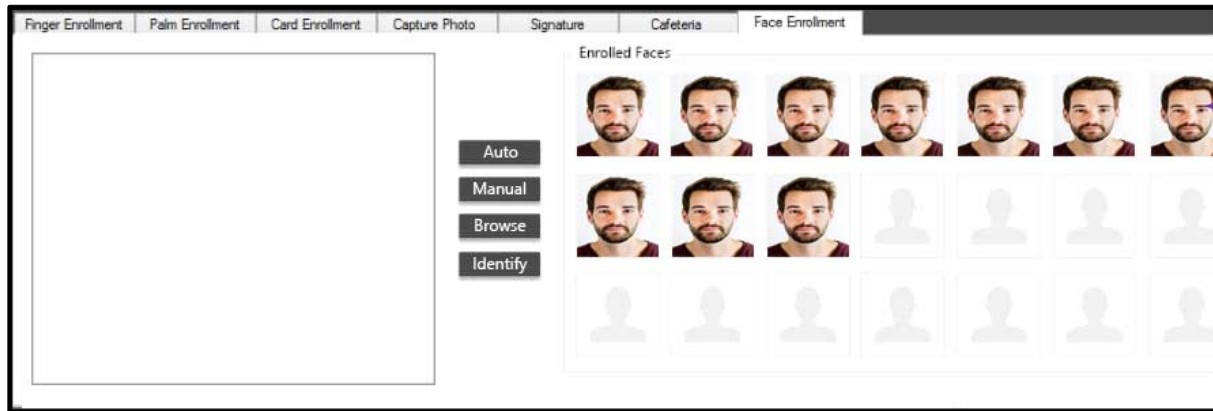 Finger Enrollment Palm Enrollment Card Enrollment Capture Photo Signature Cafeteria Face Enrollment
Enrolled Faces
Auto
Manual
Browse
Identify